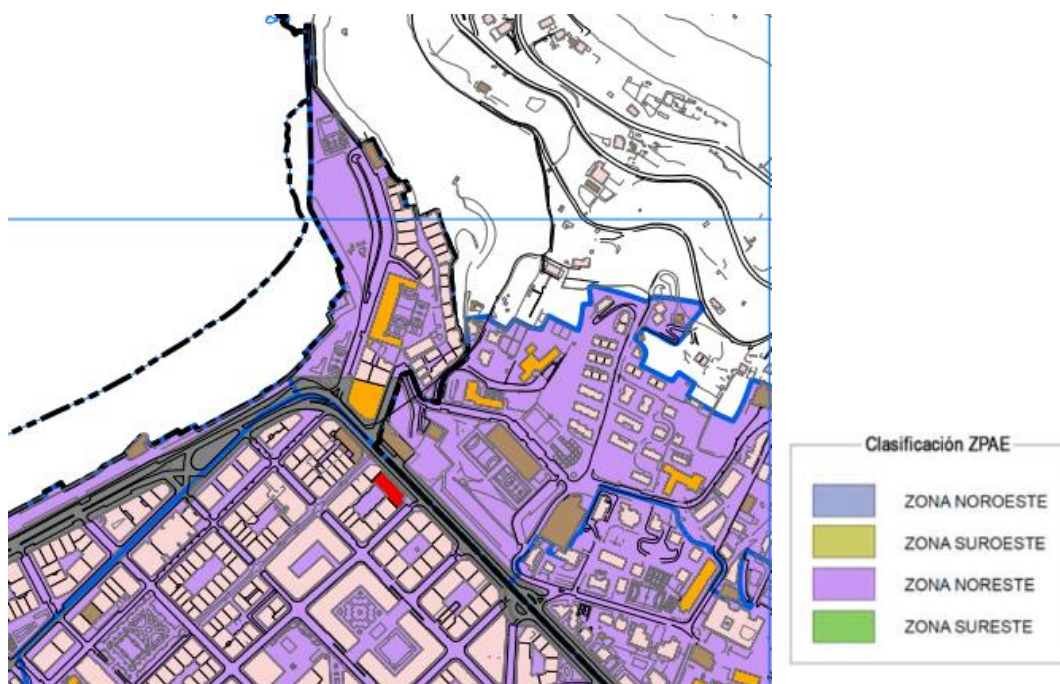 Clasificación ZPAE
ZONA NOROESTE
ZONA SUROESTE
ZONA NORESTE
ZONA SURESTE